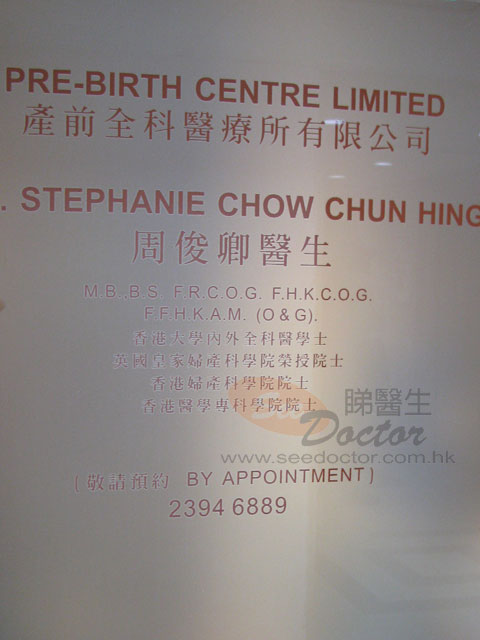 PRE-BIRTH CENTRE LIMITED
產前全科醫療所有限公司
. STEPHANIE CHOW CHUN HING
周俊卿醫生
M.B.,B.S. F.R.C.O.G. F.H.K.C.O.G.
F.F.H.K.A.M. (O & G).
香港大學內外全科醫學士
英國皇家婦產科學院榮授院士
香港婦產科學院院士
香港醫學專科學院院士
睇醫生
See Doctor
www.seedoctor.com.hk
(敬請預約 BY APPOINTMENT)
2394 6889